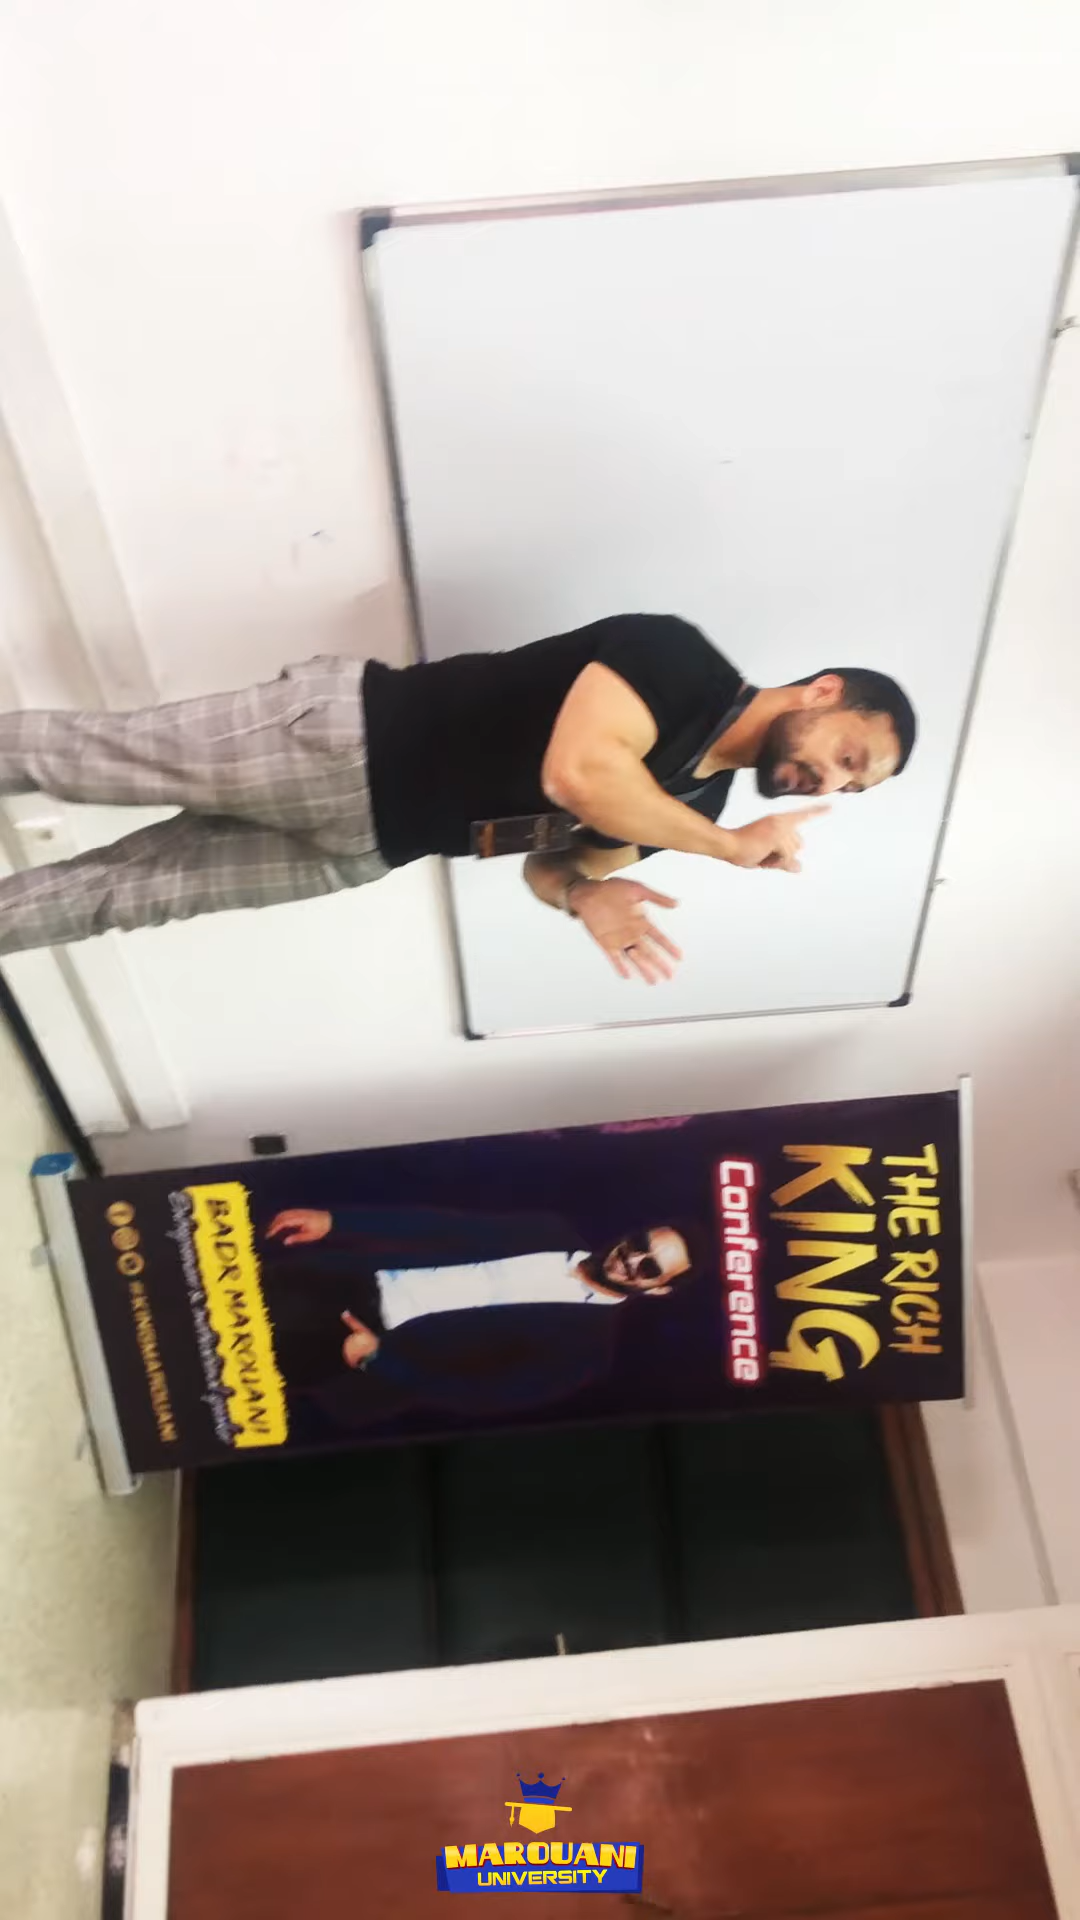 THE RICH
KING
Conference
BADR MAROUANI
#KINGMAROUANI
MAROUANI
UNIVERSITY